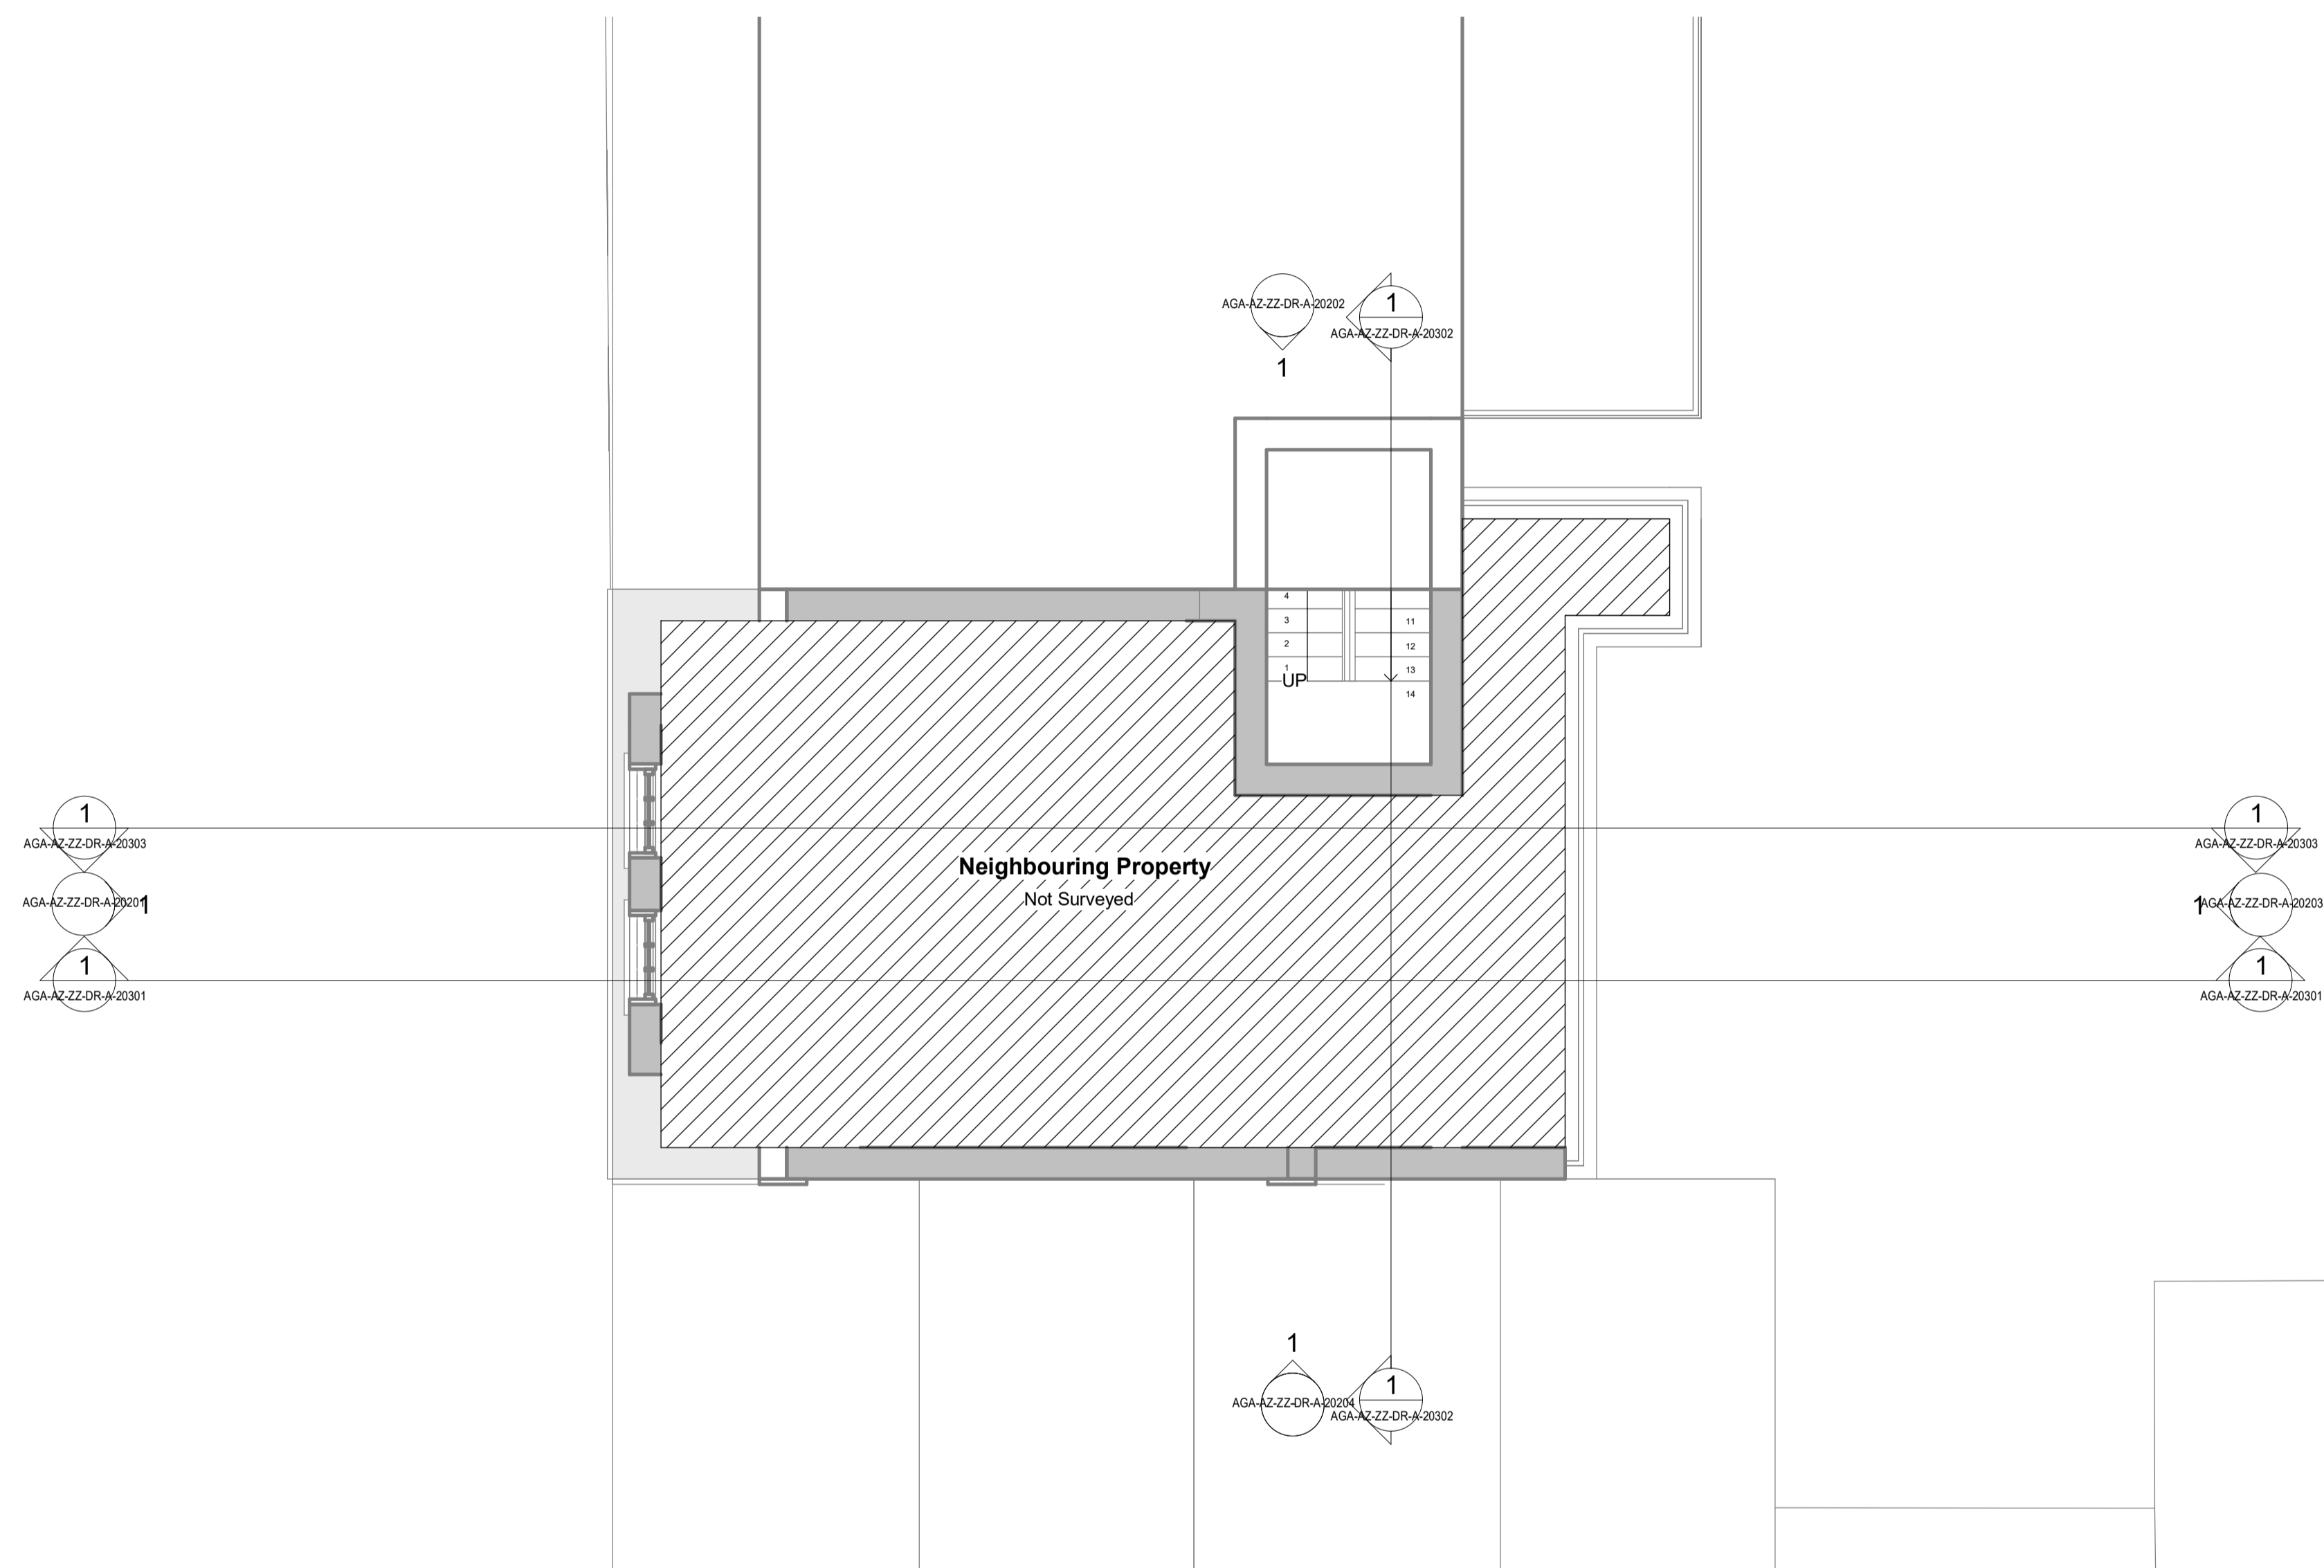 AGA-AZ-ZZ-DR-A-20202
1
1
AGA-AZ-ZZ-DR-A-20302
4
3
2
1
UP
11
12
13
14
1
AGA-AZ-ZZ-DR-A-20303
1
AGA-AZ-ZZ-DR-A-20303
Neighbouring Property
Not Surveyed
AGA-AZ-ZZ-DR-A-20201
1
1
AGA-AZ-ZZ-DR-A-20203
1
AGA-AZ-ZZ-DR-A-20301
1
AGA-AZ-ZZ-DR-A-20301
1
AGA-AZ-ZZ-DR-A-20204
1
AGA-AZ-ZZ-DR-A-20302